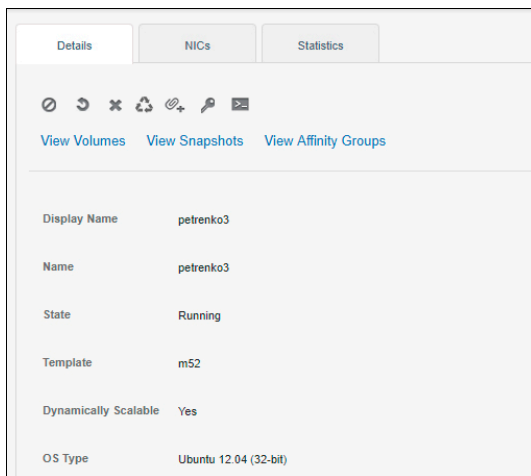 Details NICs Statistics
View Volumes View Snapshots View Affinity Groups
Display Name petrenko3
Name petrenko3
State Running
Template m52
Dynamically Scalable Yes
OS Type Ubuntu 12.04 (32-bit)